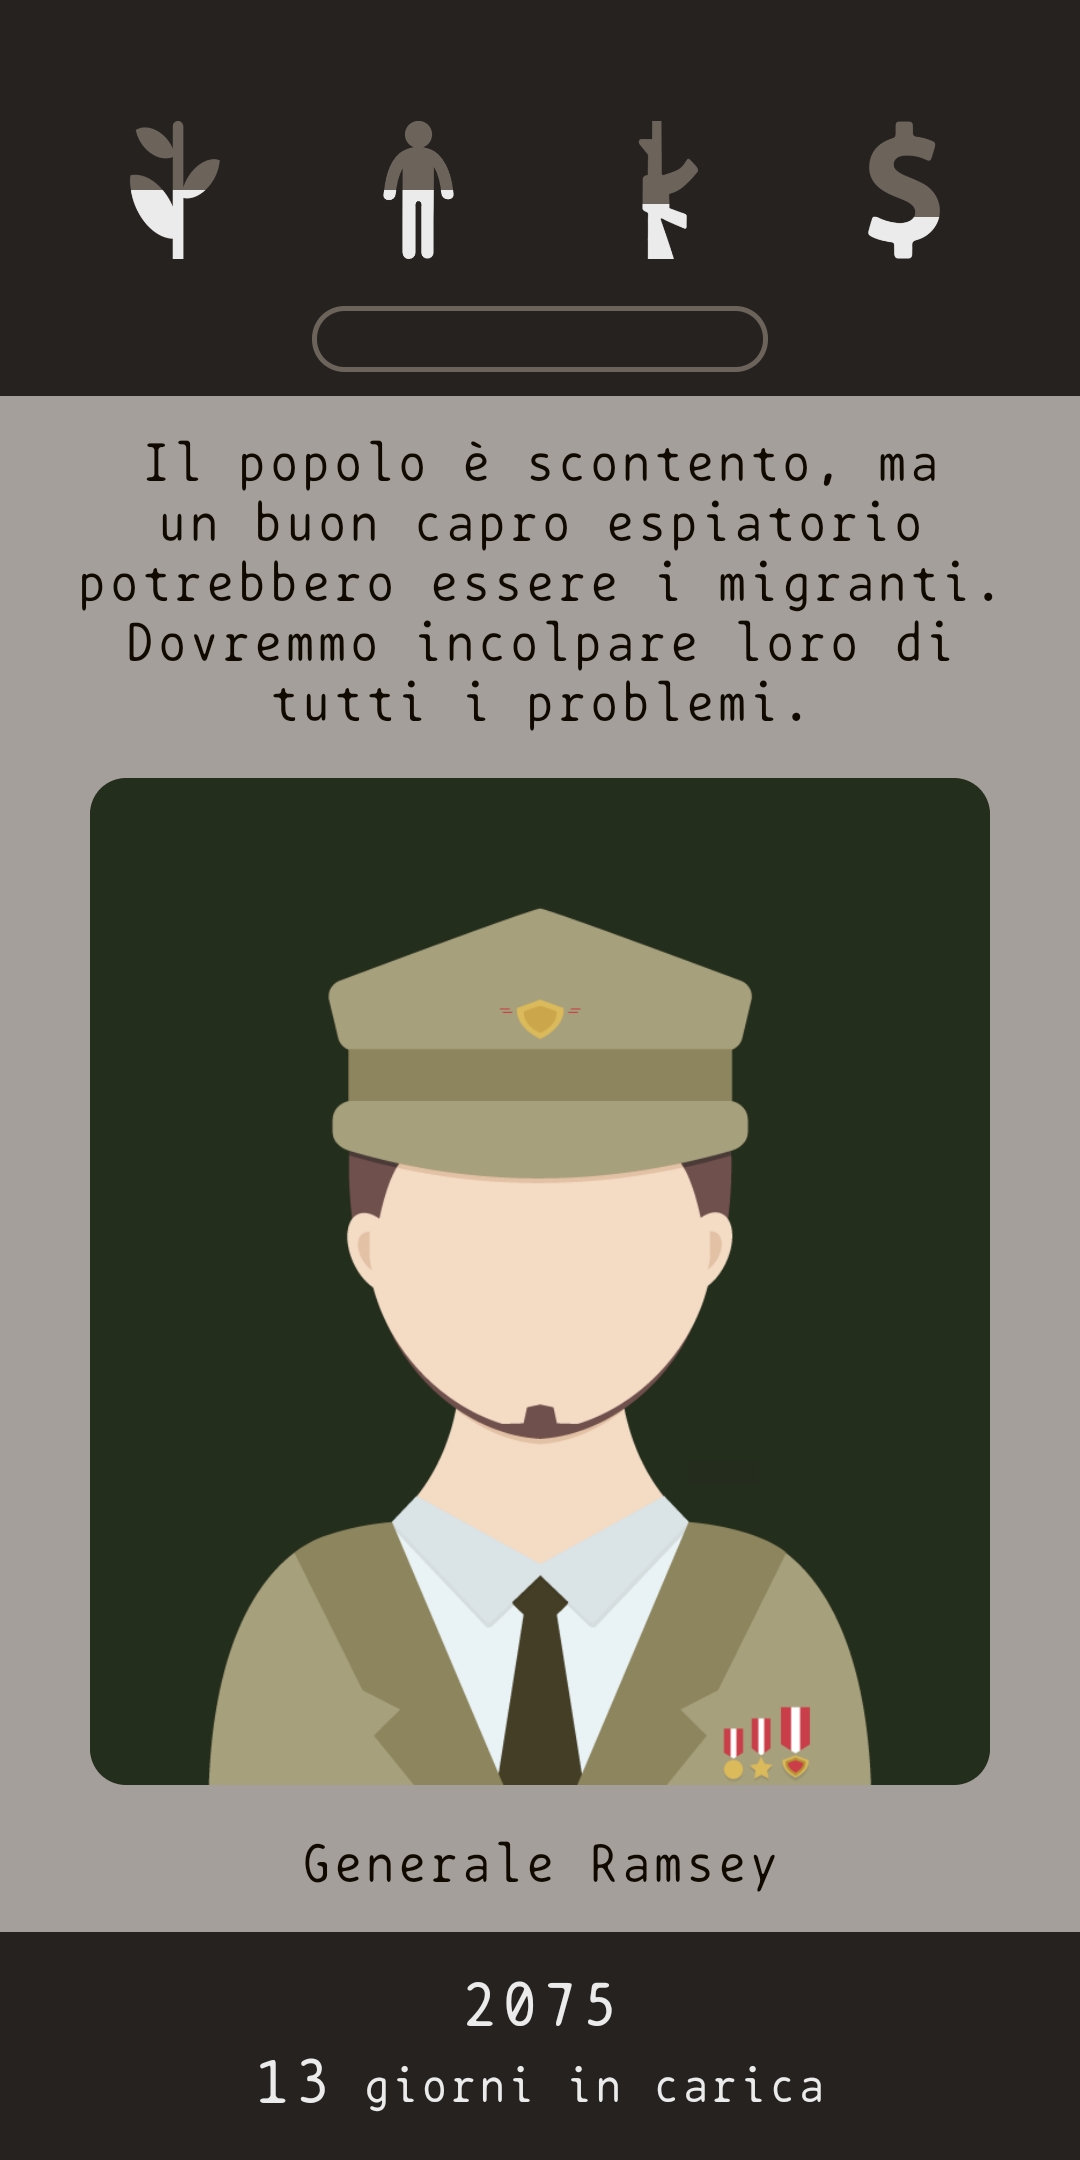 Il popolo è scontento, ma
un buon capro espiatorio
potrebbero essere i migranti.
Dovremmo incolpare loro di
tutti i problemi.
Generale Ramsey
2075
13 giorni in carica